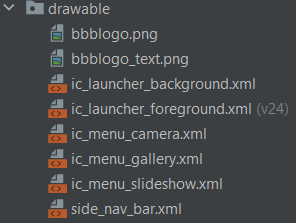 drawable
bbblogo.png
bbblogo_text.png
ic_launcher_background.xml
ic_launcher_foreground.xml (v24)
ic_menu_camera.xml
ic_menu_gallery.xml
ic_menu_slideshow.xml
side_nav_bar.xml